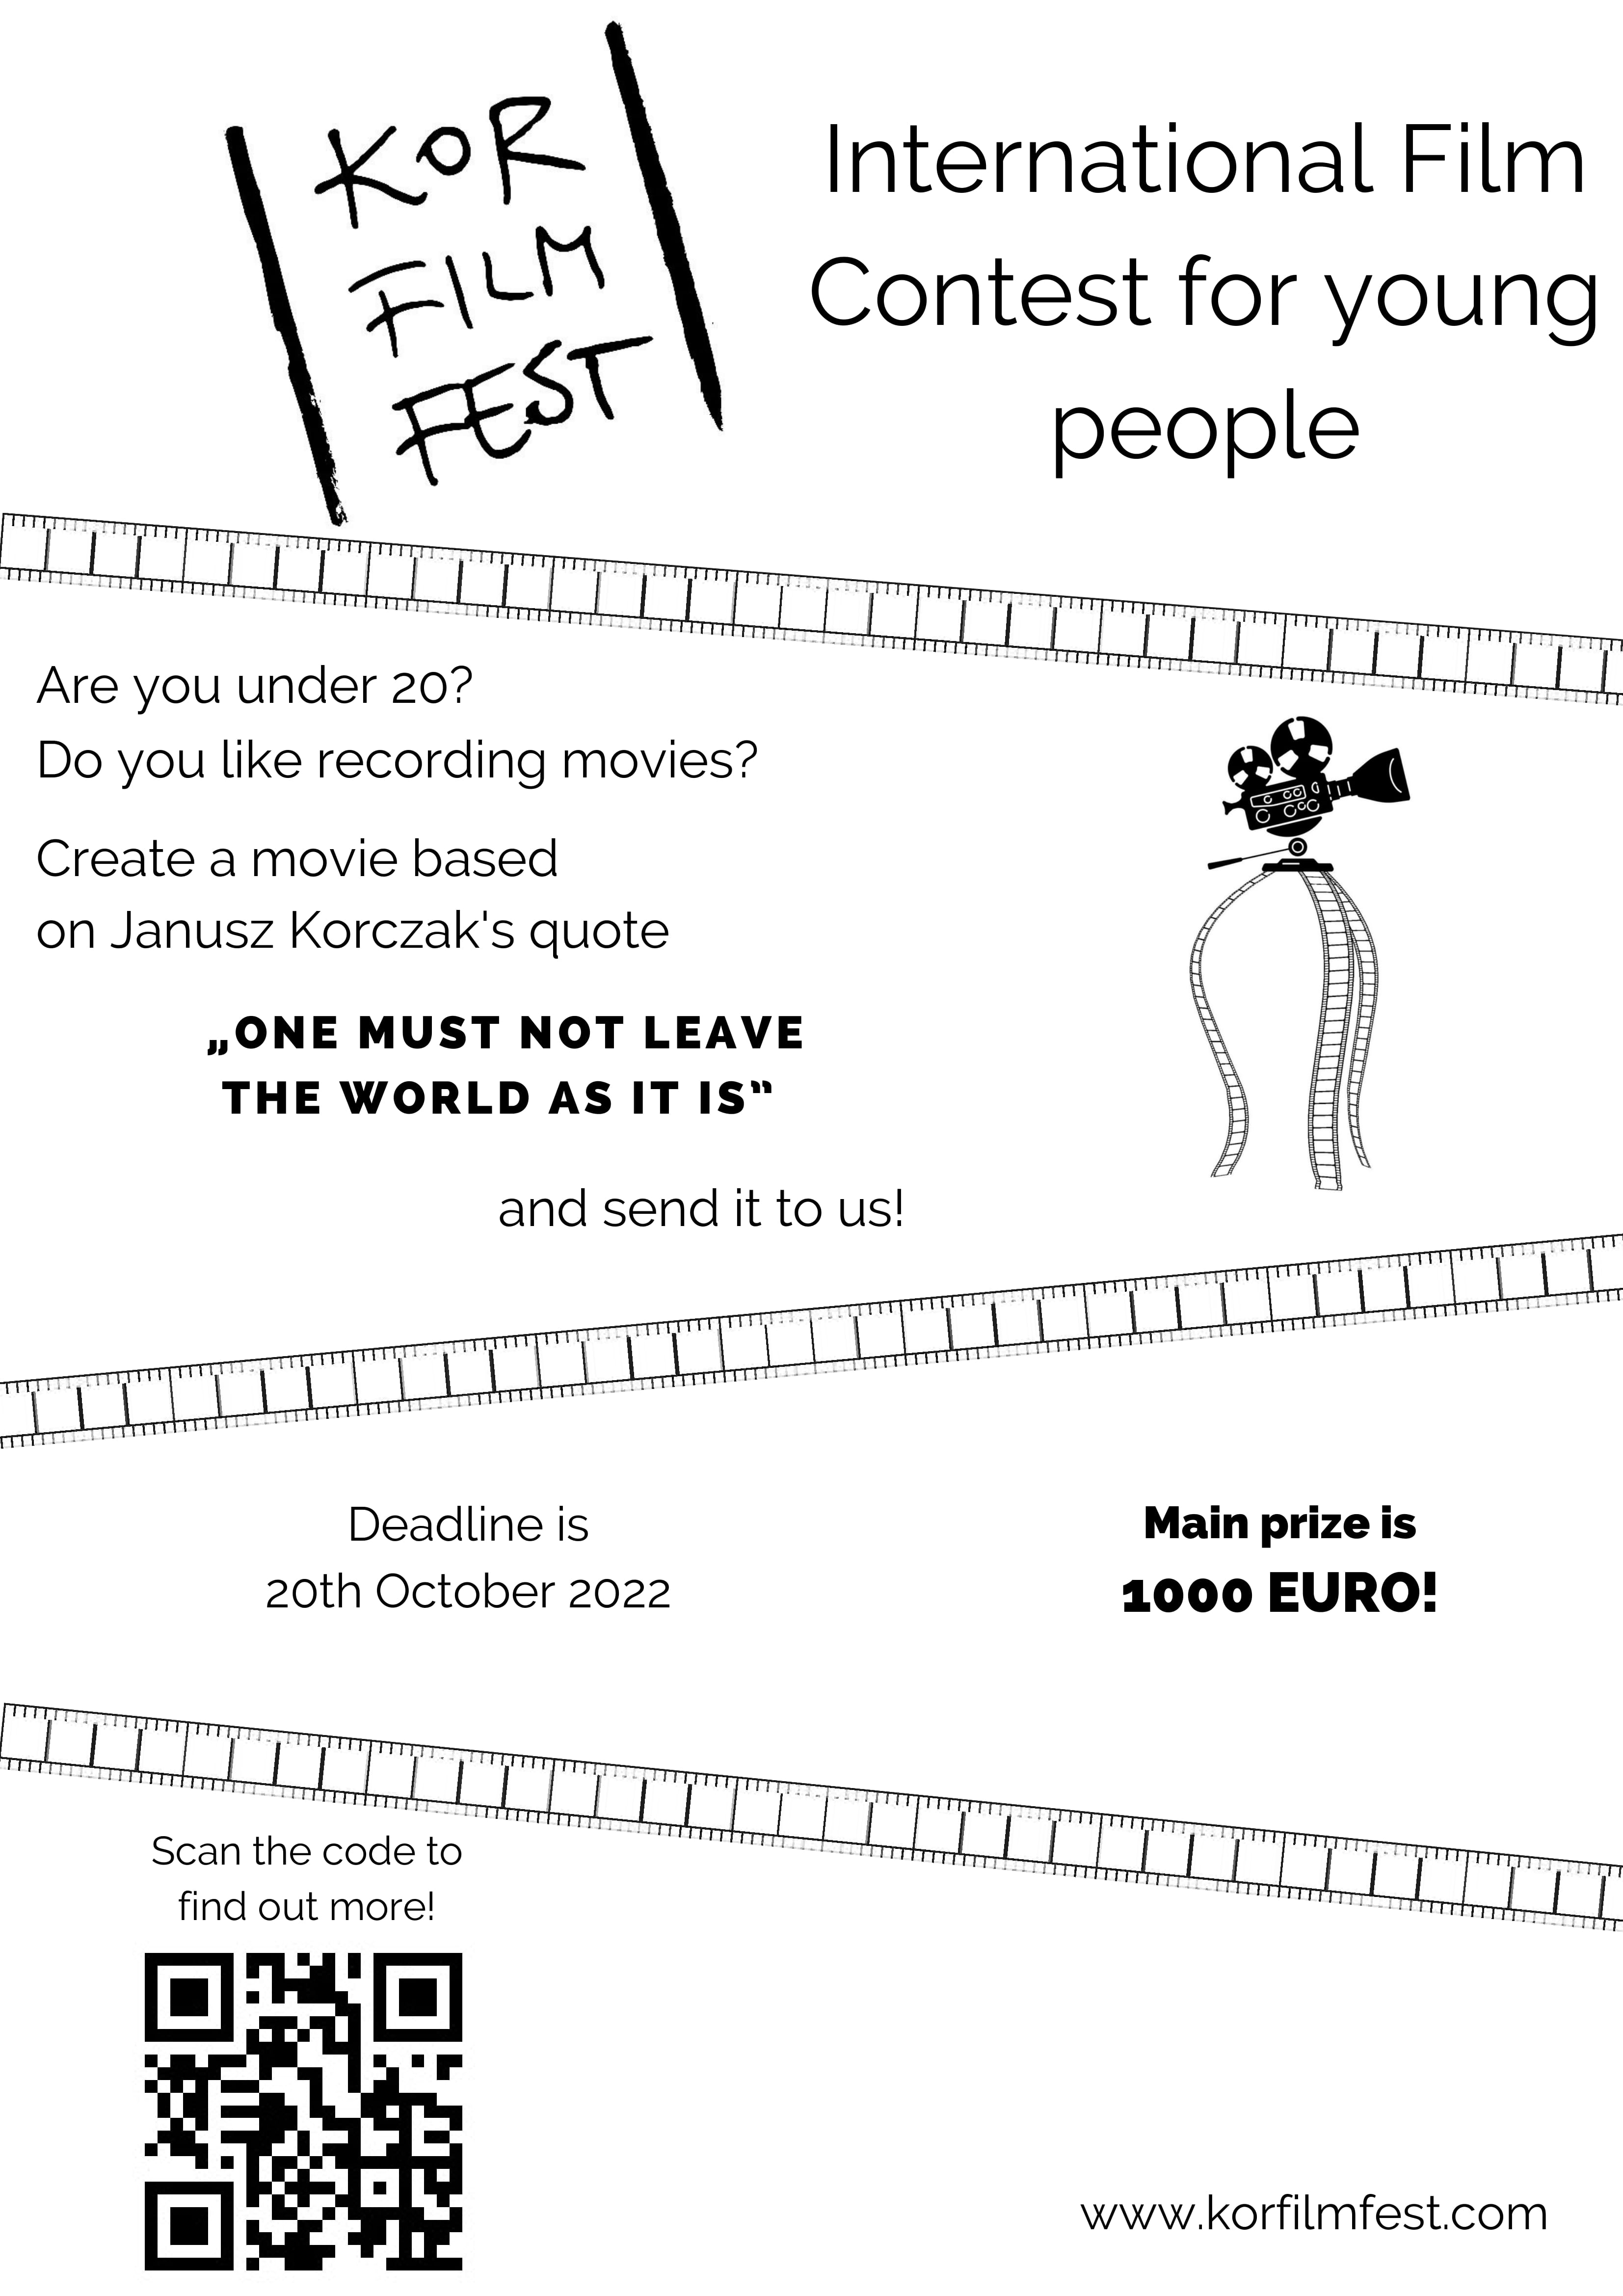 KOR
FILM
FEST
International Film
Contest for young
people
Are you under 20?
Do you like recording movies?
Create a movie based
on Janusz Korczak's quote
„ONE MUST NOT LEAVE
THE WORLD AS IT IS‟
and send it to us!
Deadline is
20th October 2022
Main prize is
1000 EURO!
Scan the code to
find out more!
www.korfilmfest.com